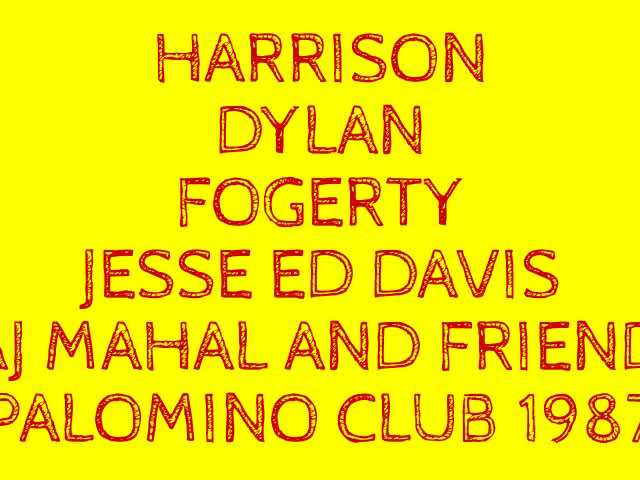 HARRISON
DYLAN
FOGERTY
JESSE ED DAVIS
AJ MAHAL AND FRIEND
PALOMINO CLUB 1987